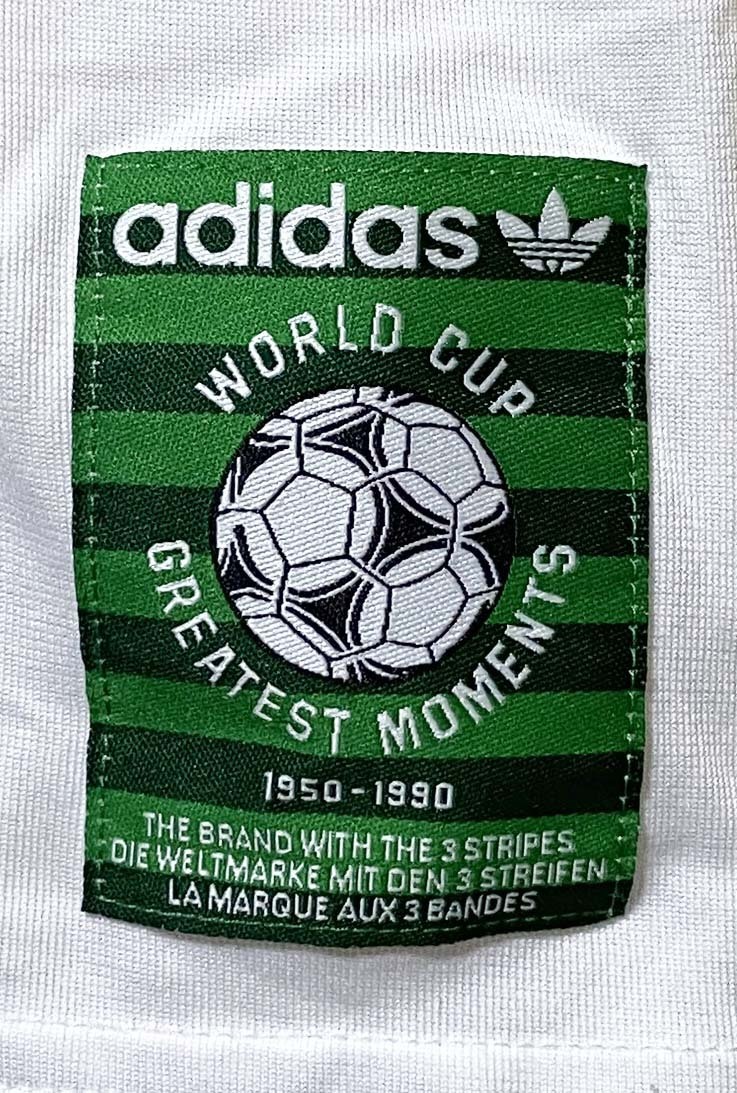 adidas
WORLD CUP
GREATEST MOMENTS
1950-1990
THE BRAND WITH THE 3 STRIPES
DIE WELTMARKE MIT DEN 3 STREIFEN
LA MARQUE AUX 3 BANDES